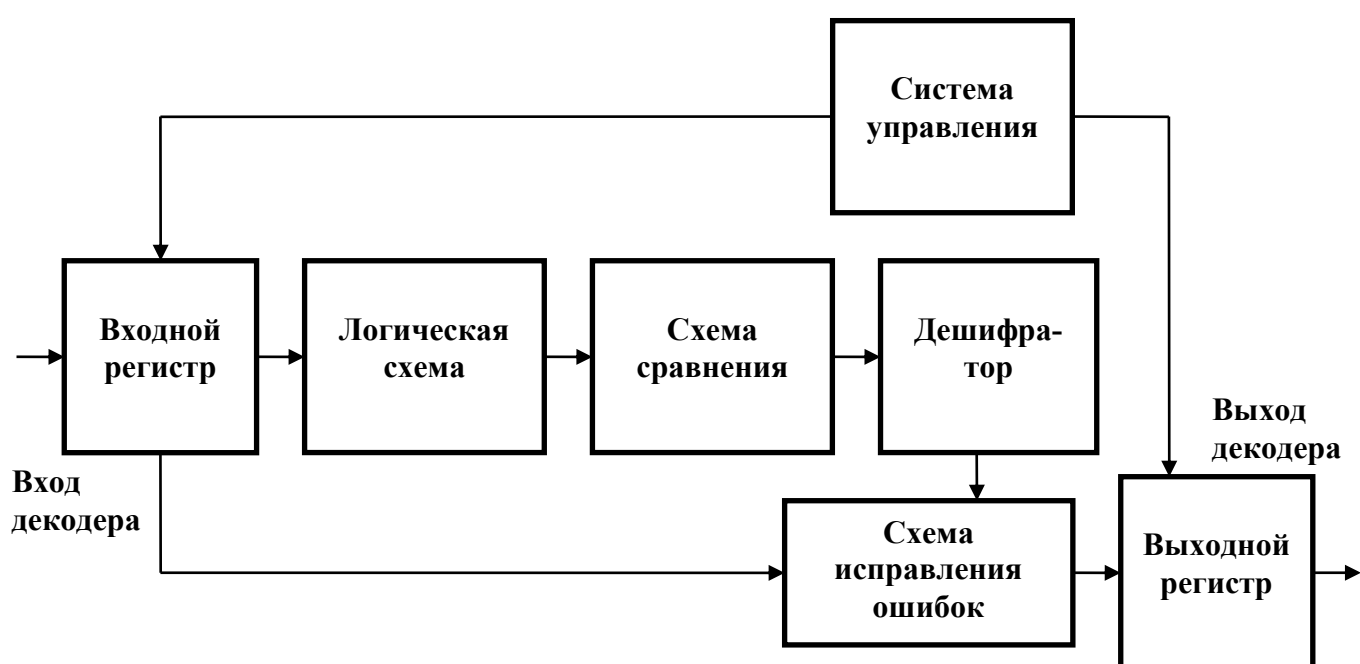 Система
управления
Входной
регистр
Логическая
схема
Схема
сравнения
Дешифра-
тор
Выход
декодера
Вход
декодера
Схема
исправления
ошибок
Выходной
регистр